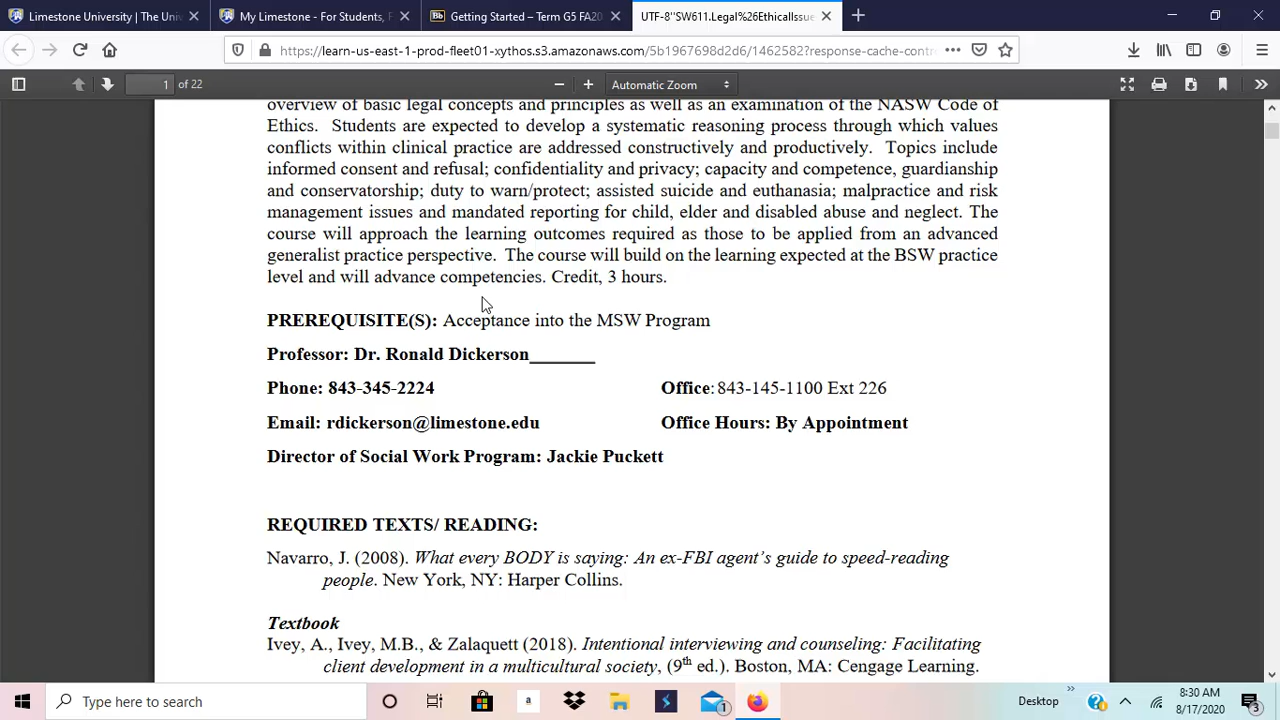 Limestone University | The Uni
My Limestone - For Students, F
Bb Getting Started – Term G5 FA20
UTF-8''SW611.Legal%26EthicalIssue
https://learn-us-east-1-prod-fleet01-xythos.s3.amazonaws.com/5b1967698c2d6/1462582?response-cache-contr
1 of 22
Automatic Zoom
overview of basic legal concepts and principles as well as an examination of the NASW Code of
Ethics. Students are expected to develop a systematic reasoning process through which values
conflicts within clinical practice are addressed constructively and productively. Topics include
informed consent and refusal; confidentiality and privacy; capacity and competence, guardianship
and conservatorship; duty to warn/protect; assisted suicide and euthanasia; malpractice and risk
management issues and mandated reporting for child, elder and disabled abuse and neglect. The
course will approach the learning outcomes required as those to be applied from an advanced
generalist practice perspective. The course will build on the learning expected at the BSW practice
level and will advance competencies. Credit, 3 hours.
PREREQUISITE(S): Acceptance into the MSW Program
Professor: Dr. Ronald Dickerson_______
Phone: 843-345-2224
Office: 843-145-1100 Ext 226
Email: rdickerson@limestone.edu
Office Hours: By Appointment
Director of Social Work Program: Jackie Puckett
REQUIRED TEXTS/ READING:
Navarro, J. (2008). What every BODY is saying: An ex-FBI agent's guide to speed-reading
people. New York, NY: Harper Collins.
Textbook
Ivey, A., Ivey, M.B., & Zalaquett (2018). Intentional interviewing and counseling: Facilitating
client development in a multicultural society, (9th ed.). Boston, MA: Cengage Learning.
Type here to search
a
1
Desktop
8:30 AM
8/17/2020
3